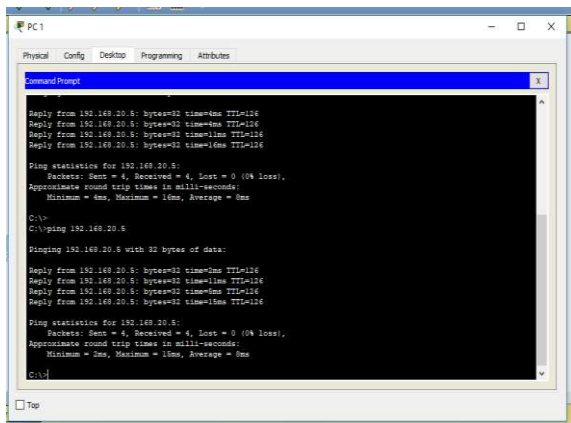 PC 1
Physical Config Desktop Programming Attributes
Command Prompt X
Reply from 192.168.20.5: bytes=32 time=4ms TTL=126
Reply from 192.168.20.5: bytes=32 time=4ms TTL=126
Reply from 192.168.20.5: bytes=32 time=11ms TTL=126
Reply from 192.168.20.5: bytes=32 time=16ms TTL=126
Ping statistics for 192.168.20.5:
Packets: Sent = 4, Received = 4, Lost = 0 (0% loss),
Approximate round trip times in milli-seconds:
Minimum = 4ms, Maximum = 16ms, Average = 8ms
C:\>
C:\>ping 192.168.20.5
Pinging 192.168.20.5 with 32 bytes of data:
Reply from 192.168.20.5: bytes=32 time=2ms TTL=126
Reply from 192.168.20.5: bytes=32 time=11ms TTL=126
Reply from 192.168.20.5: bytes=32 time=5ms TTL=126
Reply from 192.168.20.5: bytes=32 time=15ms TTL=126
Ping statistics for 192.168.20.5:
Packets: Sent = 4, Received = 4, Lost = 0 (0% loss),
Approximate round trip times in milli-seconds:
Minimum = 2ms, Maximum = 15ms, Average = 8ms
C:\>
Top